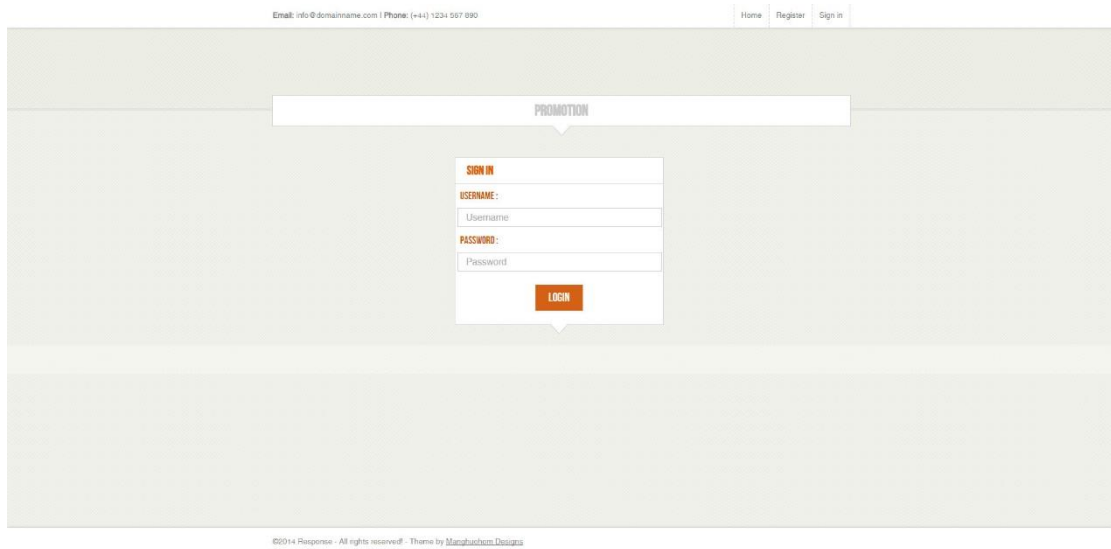 Email: info@domainname.com | Phone: (+44) 1234 567 890
Home Register Sign in
PROMOTION
SIGN IN
USERNAME :
Username
PASSWORD :
Password
LOGIN
©2014 Response - All rights reserved! - Theme by Designs